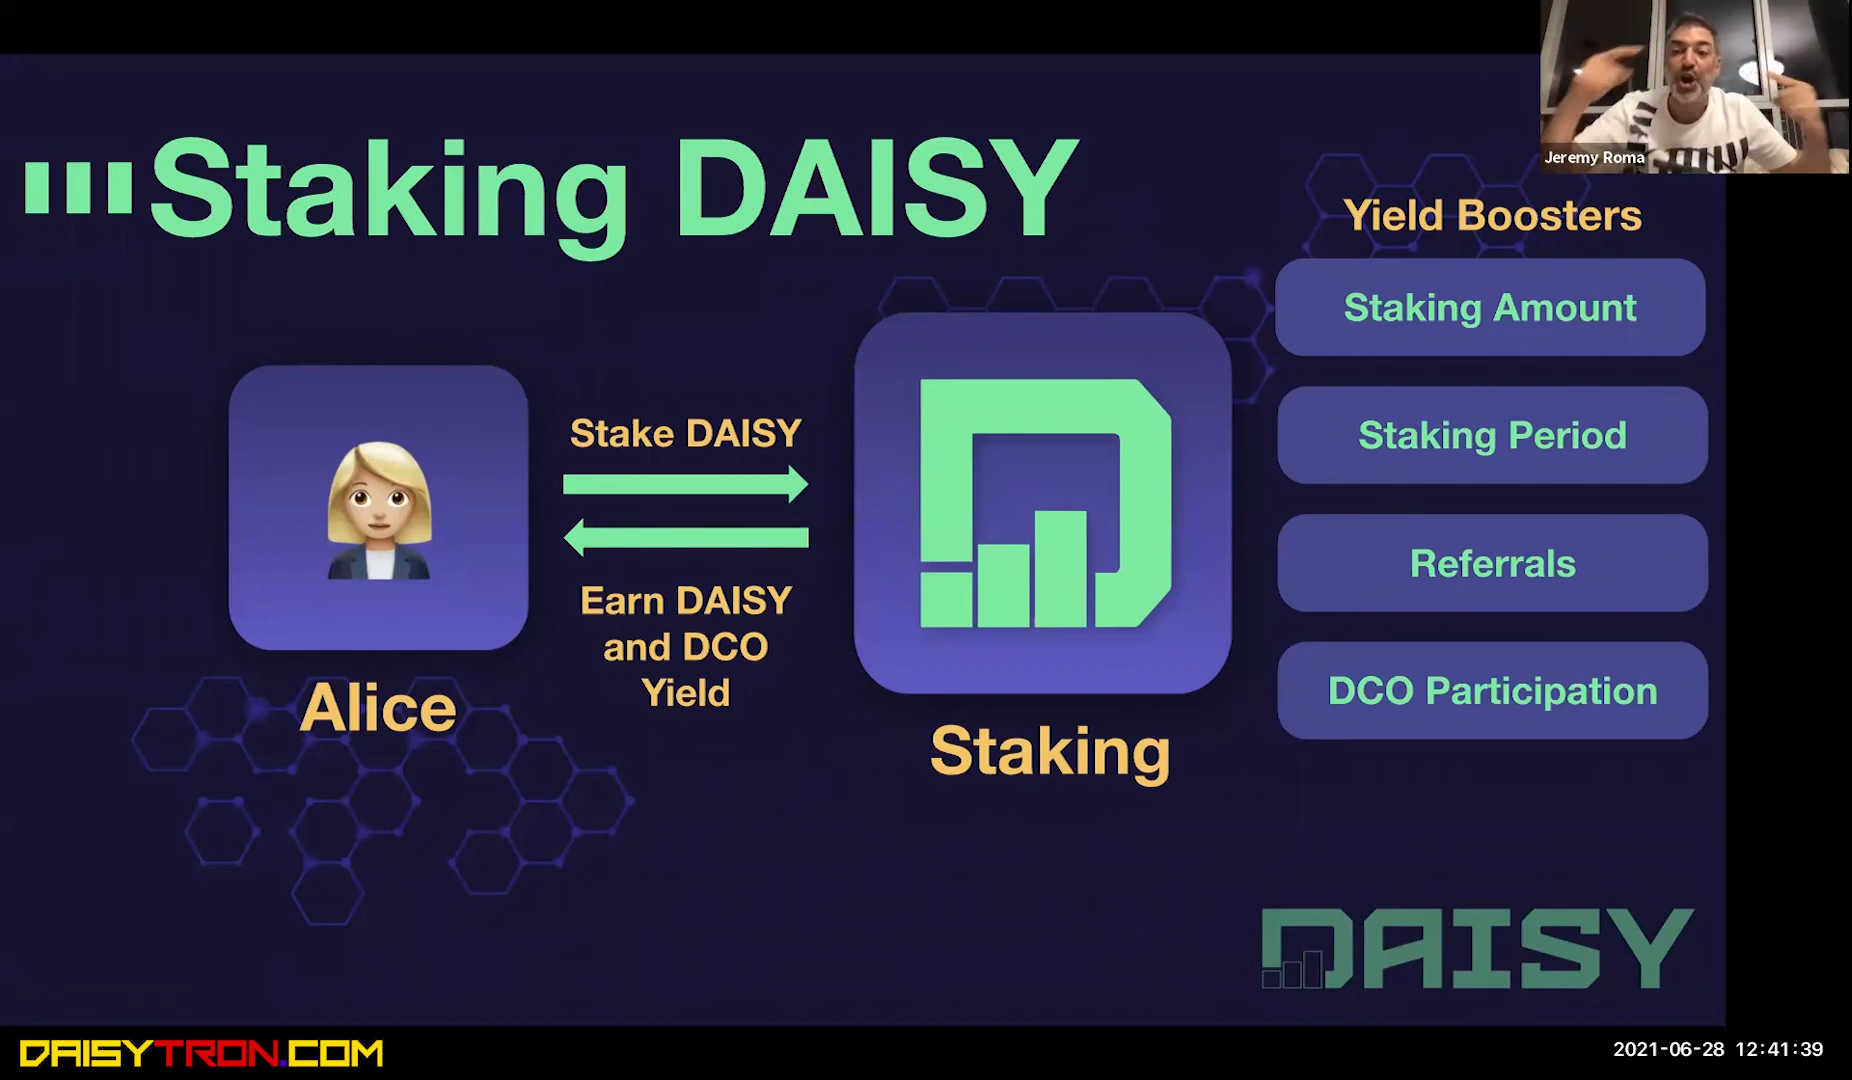 Jeremy Roma
Staking DAISY
Yield Boosters
Staking Amount
Staking Period
Referrals
DCO Participation
Stake DAISY
Earn DAISY
and DCO
Yield
Alice
Staking
DAISY
DAISYTRON.COM
2021-06-28 12:41:39